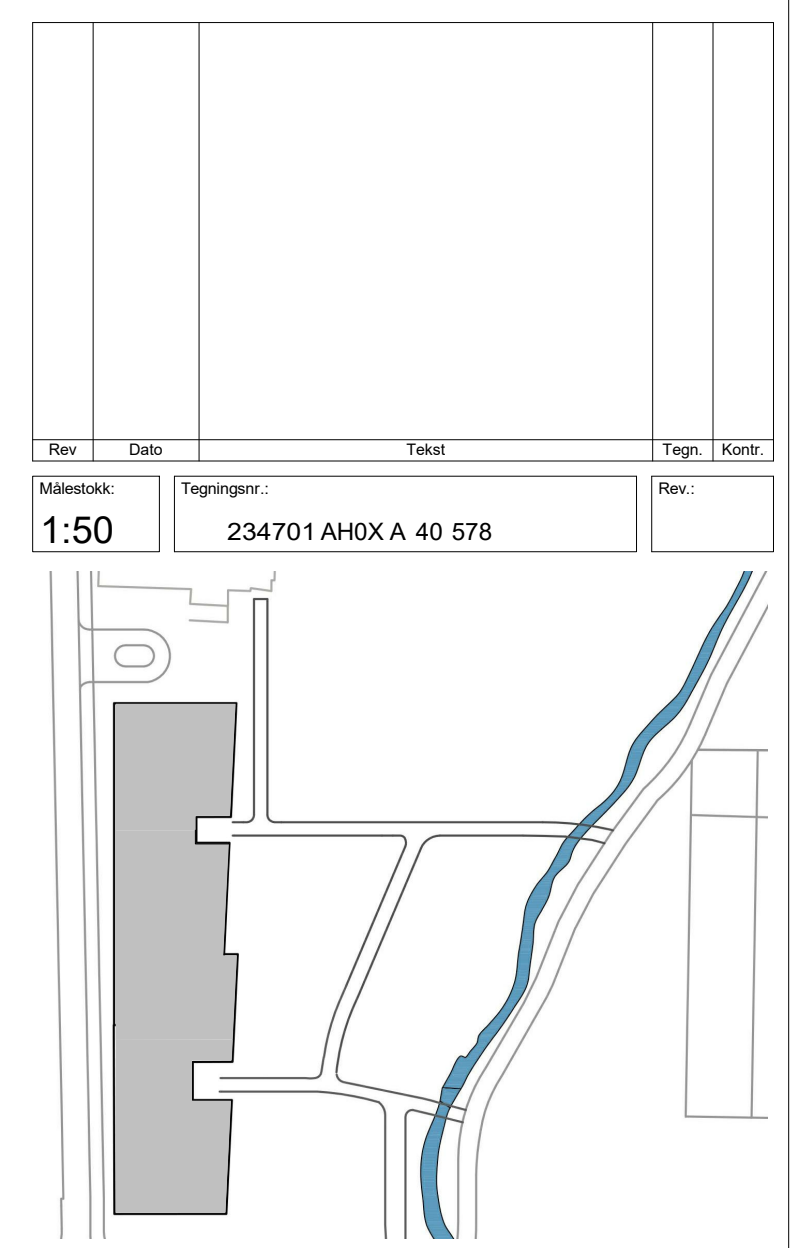 Rev Dato Tekst Tegn. Kontr.
Målestokk: Tegningsnr.: Rev.:
1:50 234701 AH0X A 40 578